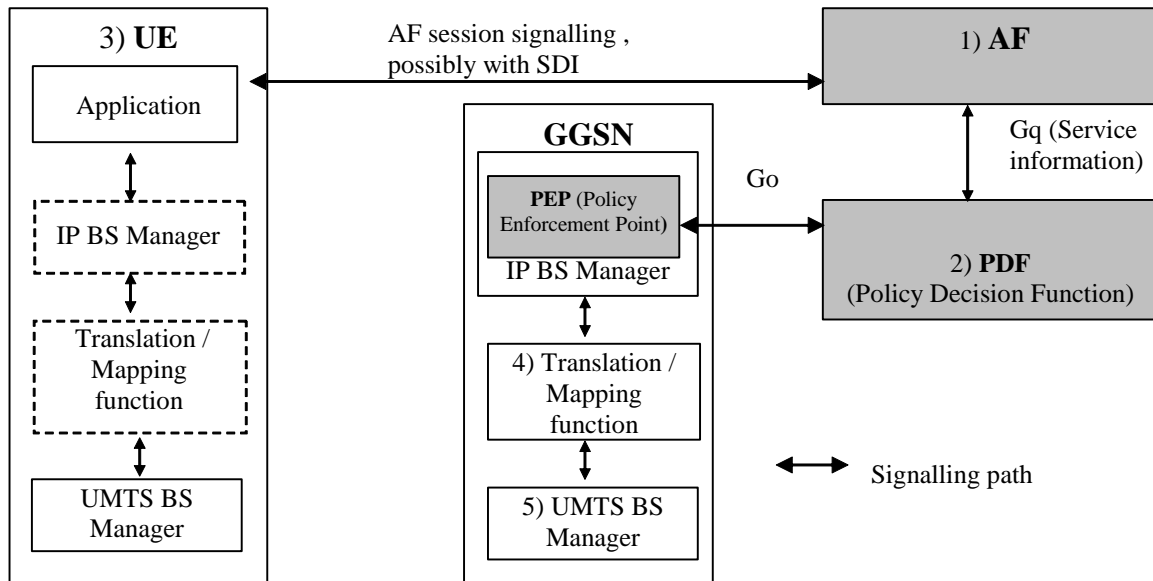 3) UE
Application
IP BS Manager
Translation /
Mapping
function
UMTS BS
Manager
AF session signalling ,
possibly with SDI
GGSN
PEP (Policy
Enforcement Point)
IP BS Manager
4) Translation /
Mapping
function
5) UMTS BS
Manager
Go
1) AF
Gq (Service
information)
2) PDF
(Policy Decision Function)
Signalling path